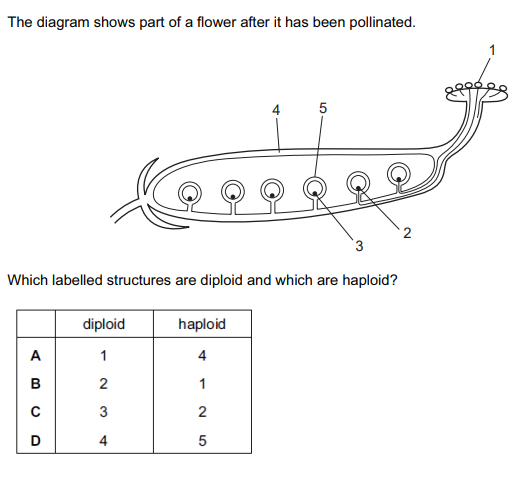 The diagram shows part of a flower after it has been pollinated.
1
4 5
2
3
Which labelled structures are diploid and which are haploid?
diploid haploid
A 1 4
B 2 1
C 3 2
D 4 5